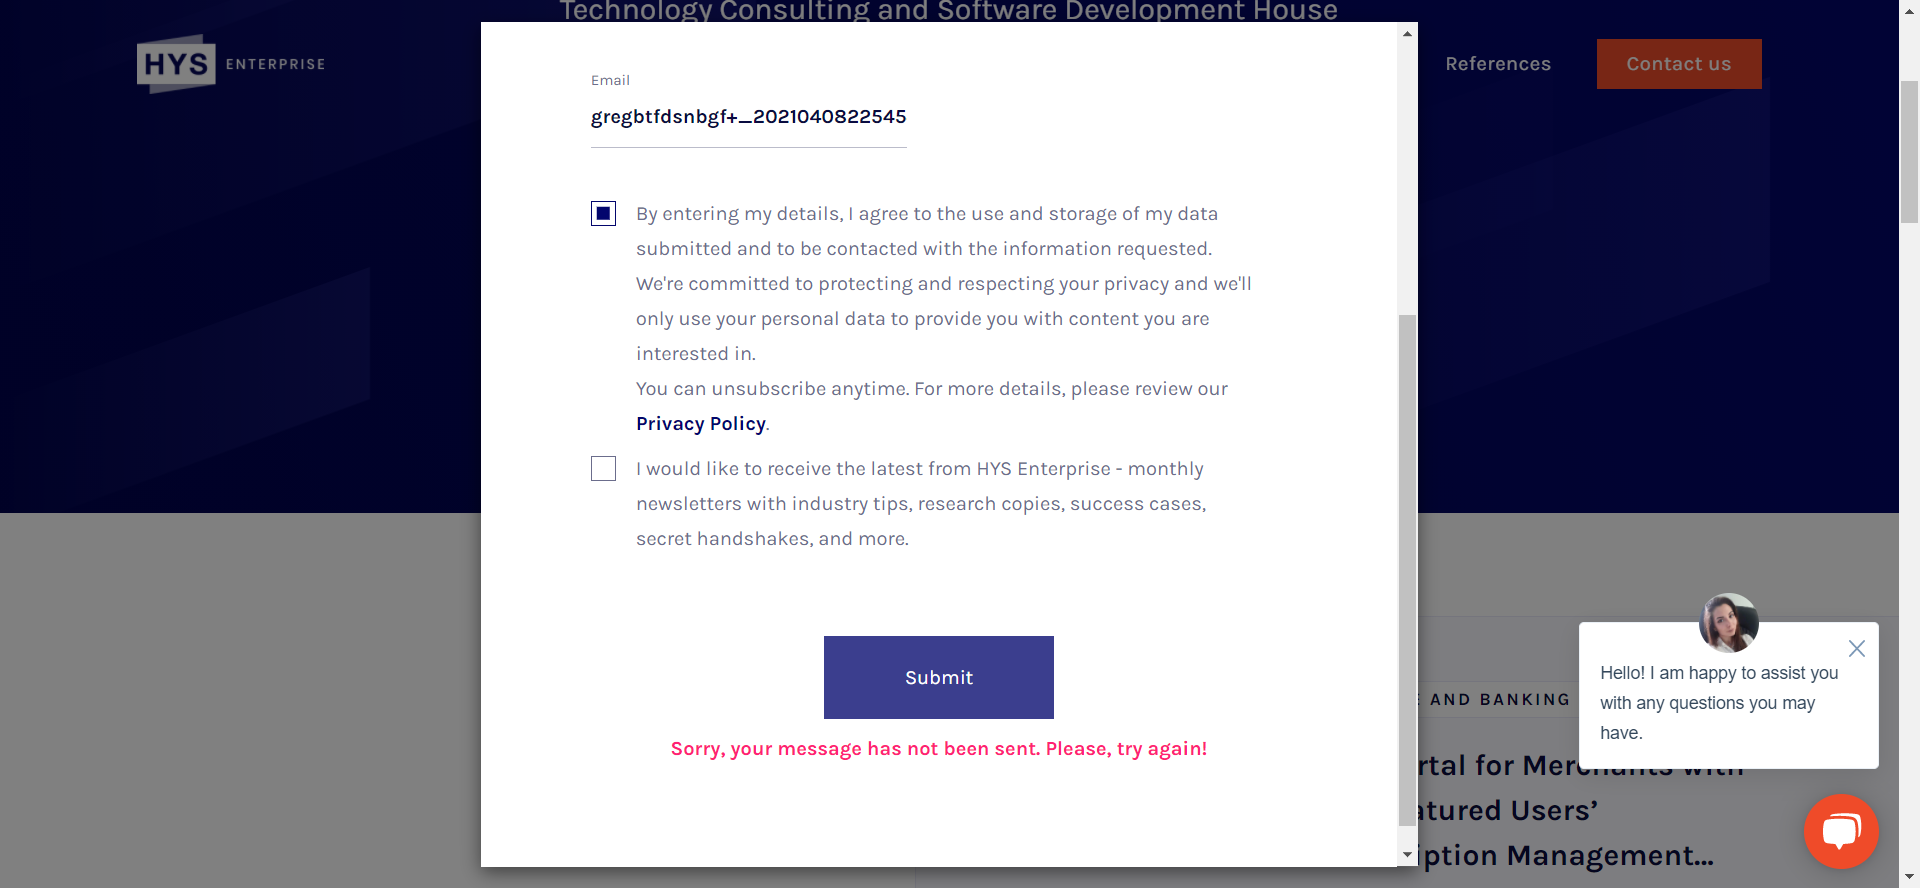 Technology Consulting and Software Development House
HYS ENTERPRISE
References
Contact us
Email
gregbtfdsnbgf+_2021040822545
By entering my details, I agree to the use and storage of my data
submitted and to be contacted with the information requested.
We're committed to protecting and respecting your privacy and we'll
only use your personal data to provide you with content you are
interested in.
You can unsubscribe anytime. For more details, please review our
Privacy Policy.
I would like to receive the latest from HYS Enterprise - monthly
newsletters with industry tips, research copies, success cases,
secret handshakes, and more.
Submit
Sorry, your message has not been sent. Please, try again!
AND BANKING
for Merchants with
Users’
Management...
Hello! I am happy to assist you
with any questions you may
have.